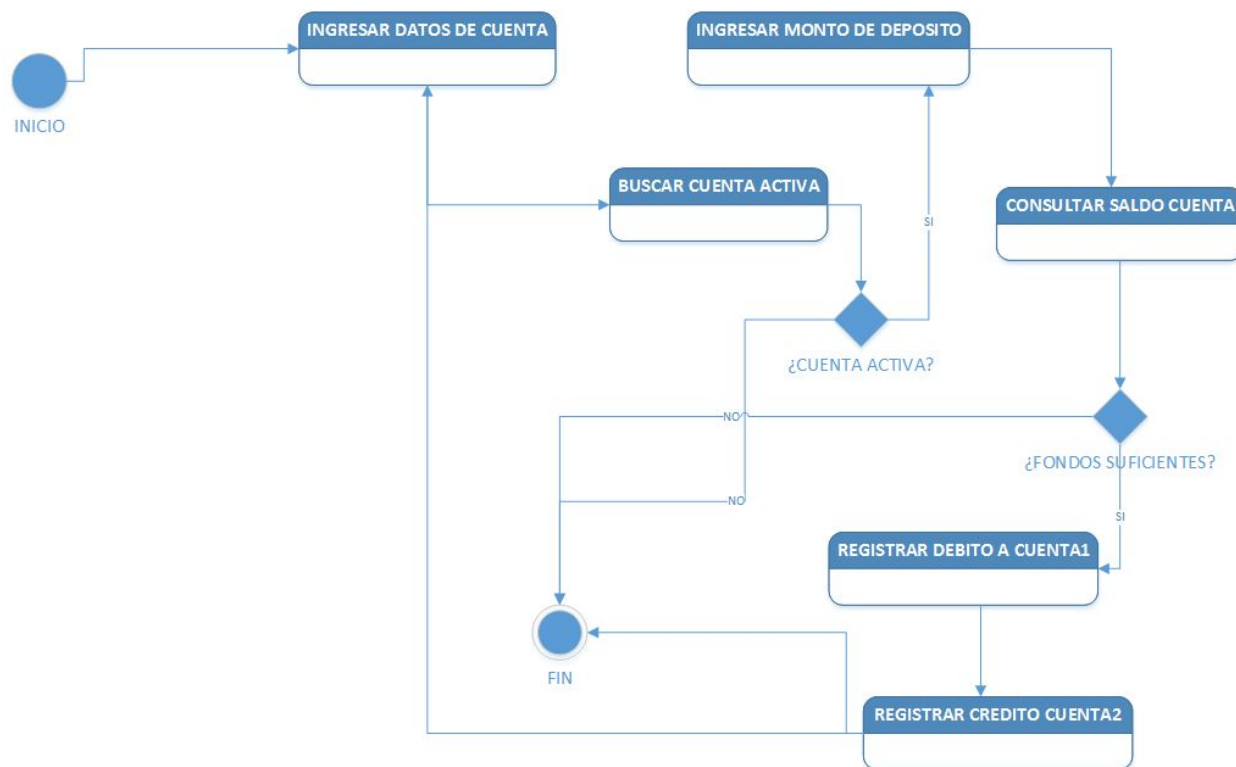 INGRESAR DATOS DE CUENTA
INGRESAR MONTO DE DEPOSITO
INICIO
BUSCAR CUENTA ACTIVA
CONSULTAR SALDO CUENTA
SI
¿CUENTA ACTIVA?
NO
¿FONDOS SUFICIENTES?
NO
SI
REGISTRAR DEBITO A CUENTA1
FIN
REGISTRAR CREDITO CUENTA2